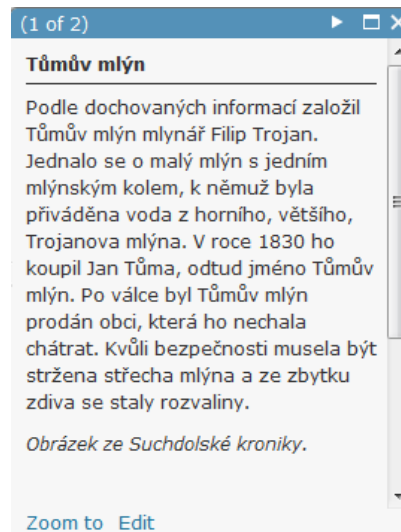 (1 of 2)
Tůmův mlýn
Podle dochovaných informací založil
Tůmův mlýn mlynář Filip Trojan.
Jednalo se o malý mlýn s jedním
mlýnským kolem, k němuž byla
přiváděna voda z horního, většího,
Trojanova mlýna. V roce 1830 ho
koupil Jan Tůma, odtud jméno Tůmův
mlýn. Po válce byl Tůmův mlýn
prodán obci, která ho nechala
chátrat. Kvůli bezpečnosti musela být
stržena střecha mlýna a ze zbytku
zdiva se staly rozvaliny.
Obrázek ze Suchdolské kroniky.
Zoom to Edit